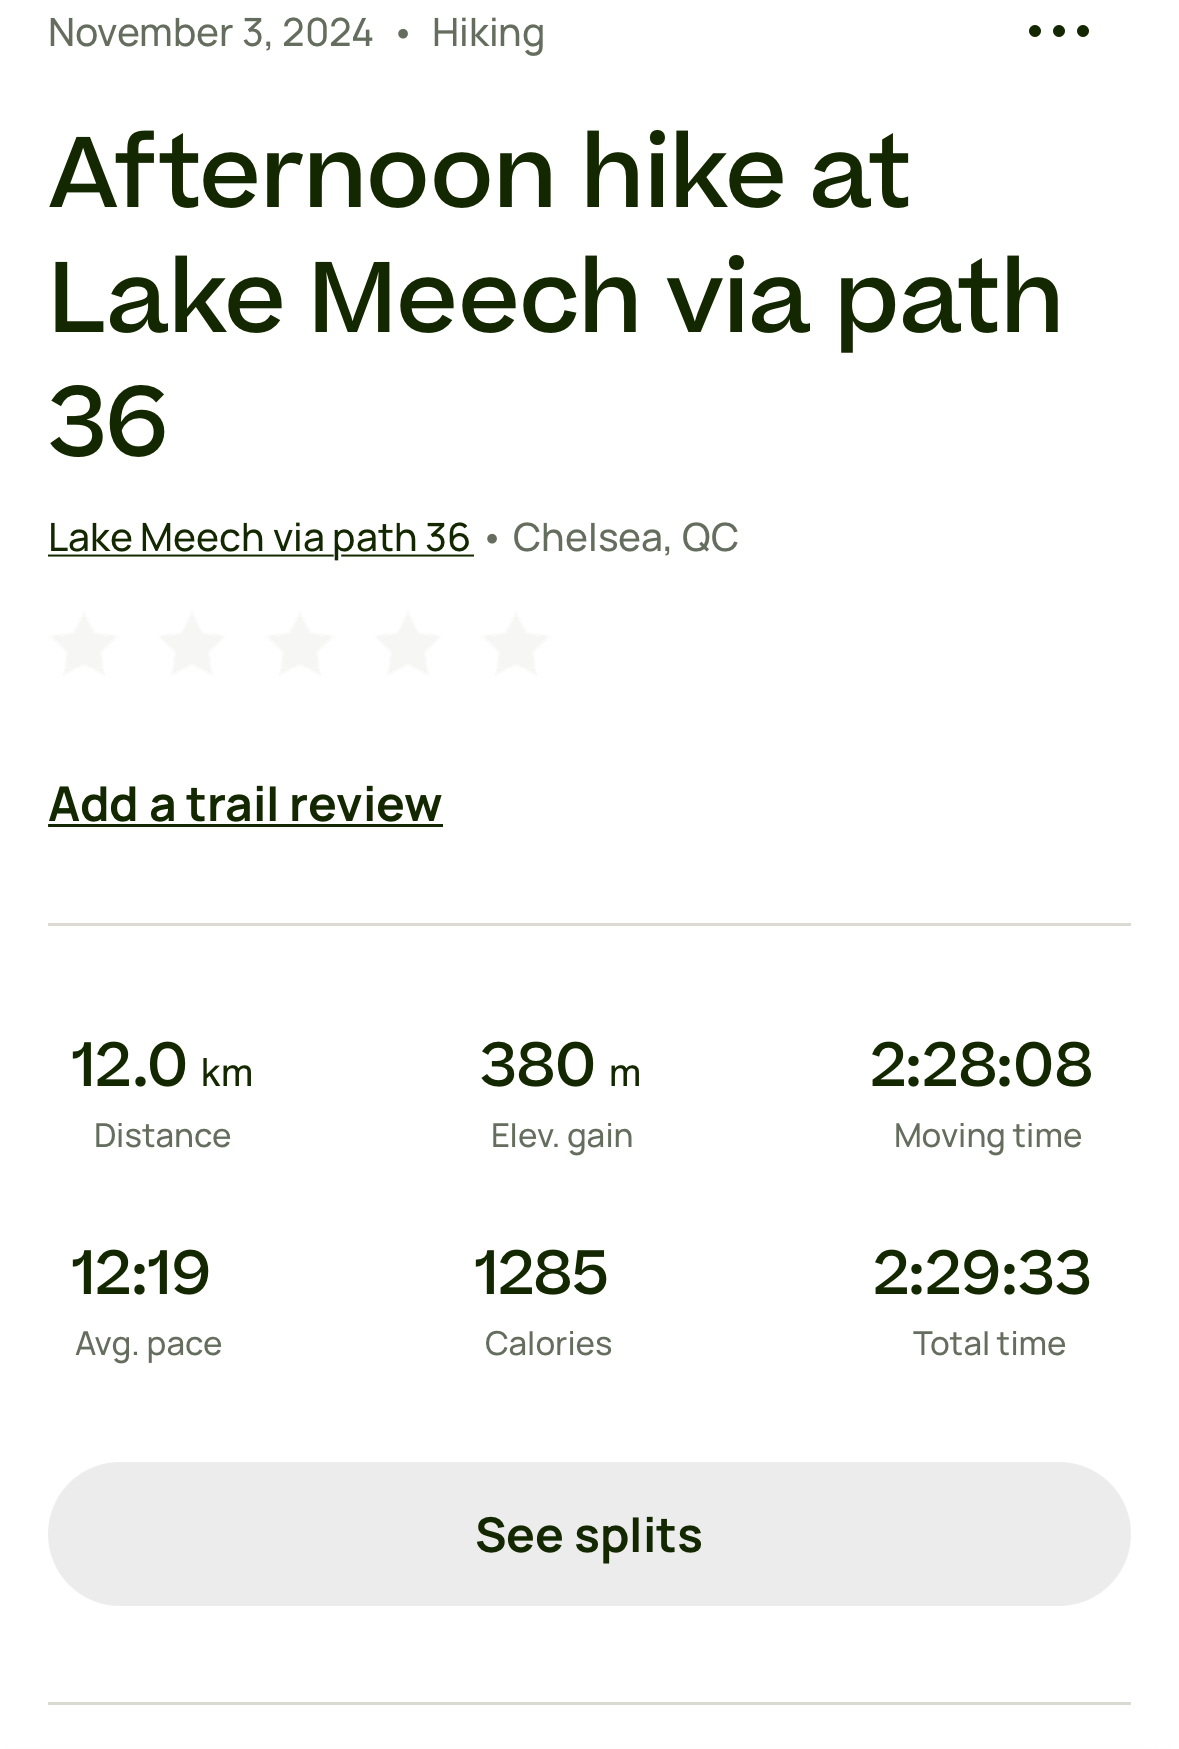 November 3, 2024 • Hiking
Afternoon hike at
Lake Meech via path
36
Lake Meech via path 36 • Chelsea, QC
Add a trail review
12.0 km 380 m 2:28:08
Distance Elev. gain Moving time
12:19 1285 2:29:33
Avg. pace Calories Total time
See splits